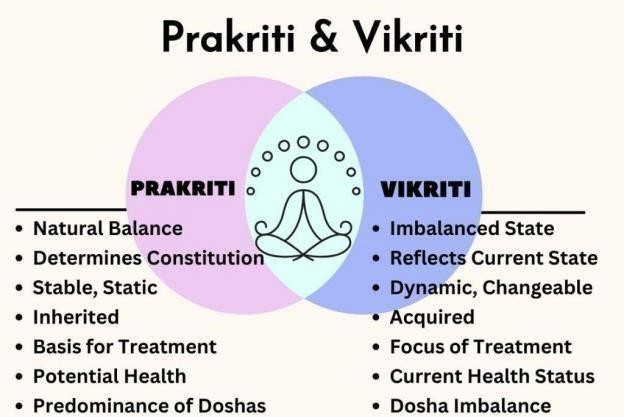 Prakriti & Vikriti
PRAKRITI
• Natural Balance
• Determines Constitution
• Stable, Static
• Inherited
• Basis for Treatment
• Potential Health
• Predominance of Doshas
VIKRITI
• Imbalanced State
• Reflects Current State
• Dynamic, Changeable
• Acquired
• Focus of Treatment
• Current Health Status
• Dosha Imbalance